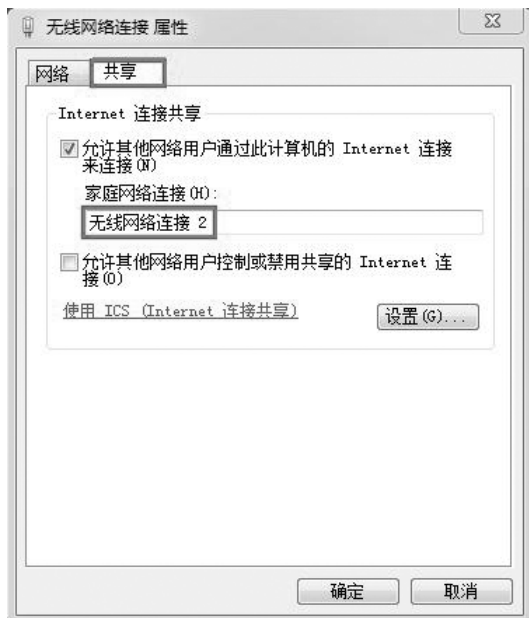 无线网络连接 属性
网络 共享
Internet 连接共享
允许其他网络用户通过此计算机的 Internet 连接
来连接(N)
家庭网络连接(H):
无线网络连接 2
允许其他网络用户控制或禁用共享的 Internet 连
接(O)
使用 ICS (Internet 连接共享)
设置(G)...
确定 取消